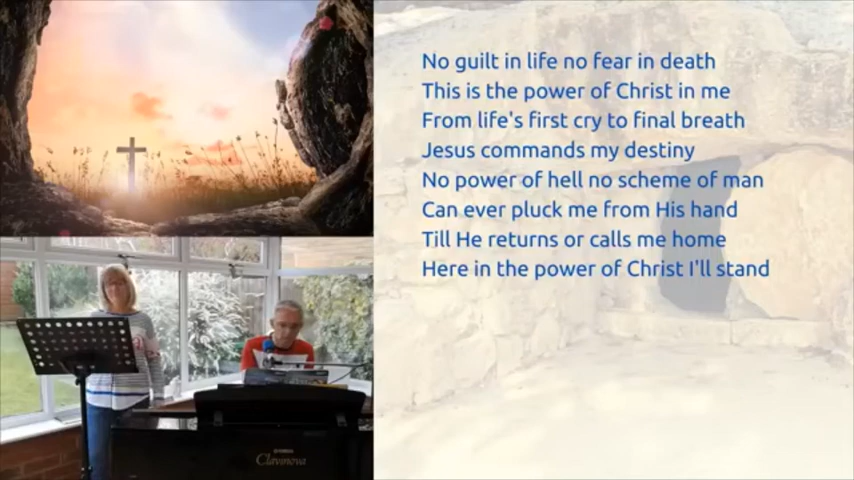 No guilt in life no fear in death
This is the power of Christ in me
From life's first cry to final breath
Jesus commands my destiny
No power of hell no scheme of man
Can ever pluck me from His hand
Till He returns or calls me home
Here in the power of Christ I'll stand
YAMAHA
Clavinova